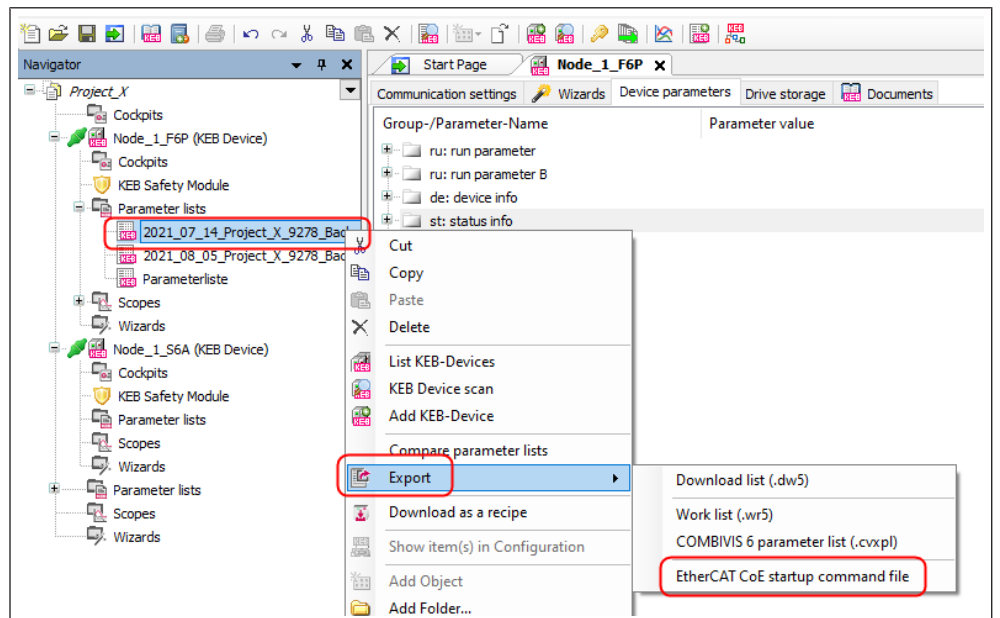 Navigator
Project_X
Cockpits
Node_1_F6P (KEB Device)
Cockpits
KEB Safety Module
Parameter lists
2021_07_14_Project_X_9278_Bac
2021_08_05_Project_X_9278_Bac
Parameterliste
Scopes
Wizards
Node_1_S6A (KEB Device)
Cockpits
KEB Safety Module
Parameter lists
Scopes
Wizards
Parameter lists
Scopes
Wizards
Start Page
Node_1_F6P
Communication settings
Wizards
Device parameters
Drive storage
Documents
Group-/Parameter-Name
Parameter value
ru: run parameter
ru: run parameter B
de: device info
st: status info
Cut
Copy
Paste
Delete
List KEB-Devices
KEB Device scan
Add KEB-Device
Compare parameter lists
Export
Download as a recipe
Show item(s) in Configuration
Add Object
Add Folder...
Download list (.dw5)
Work list (.wr5)
COMBIVIS 6 parameter list (.cvxpl)
EtherCAT CoE startup command file